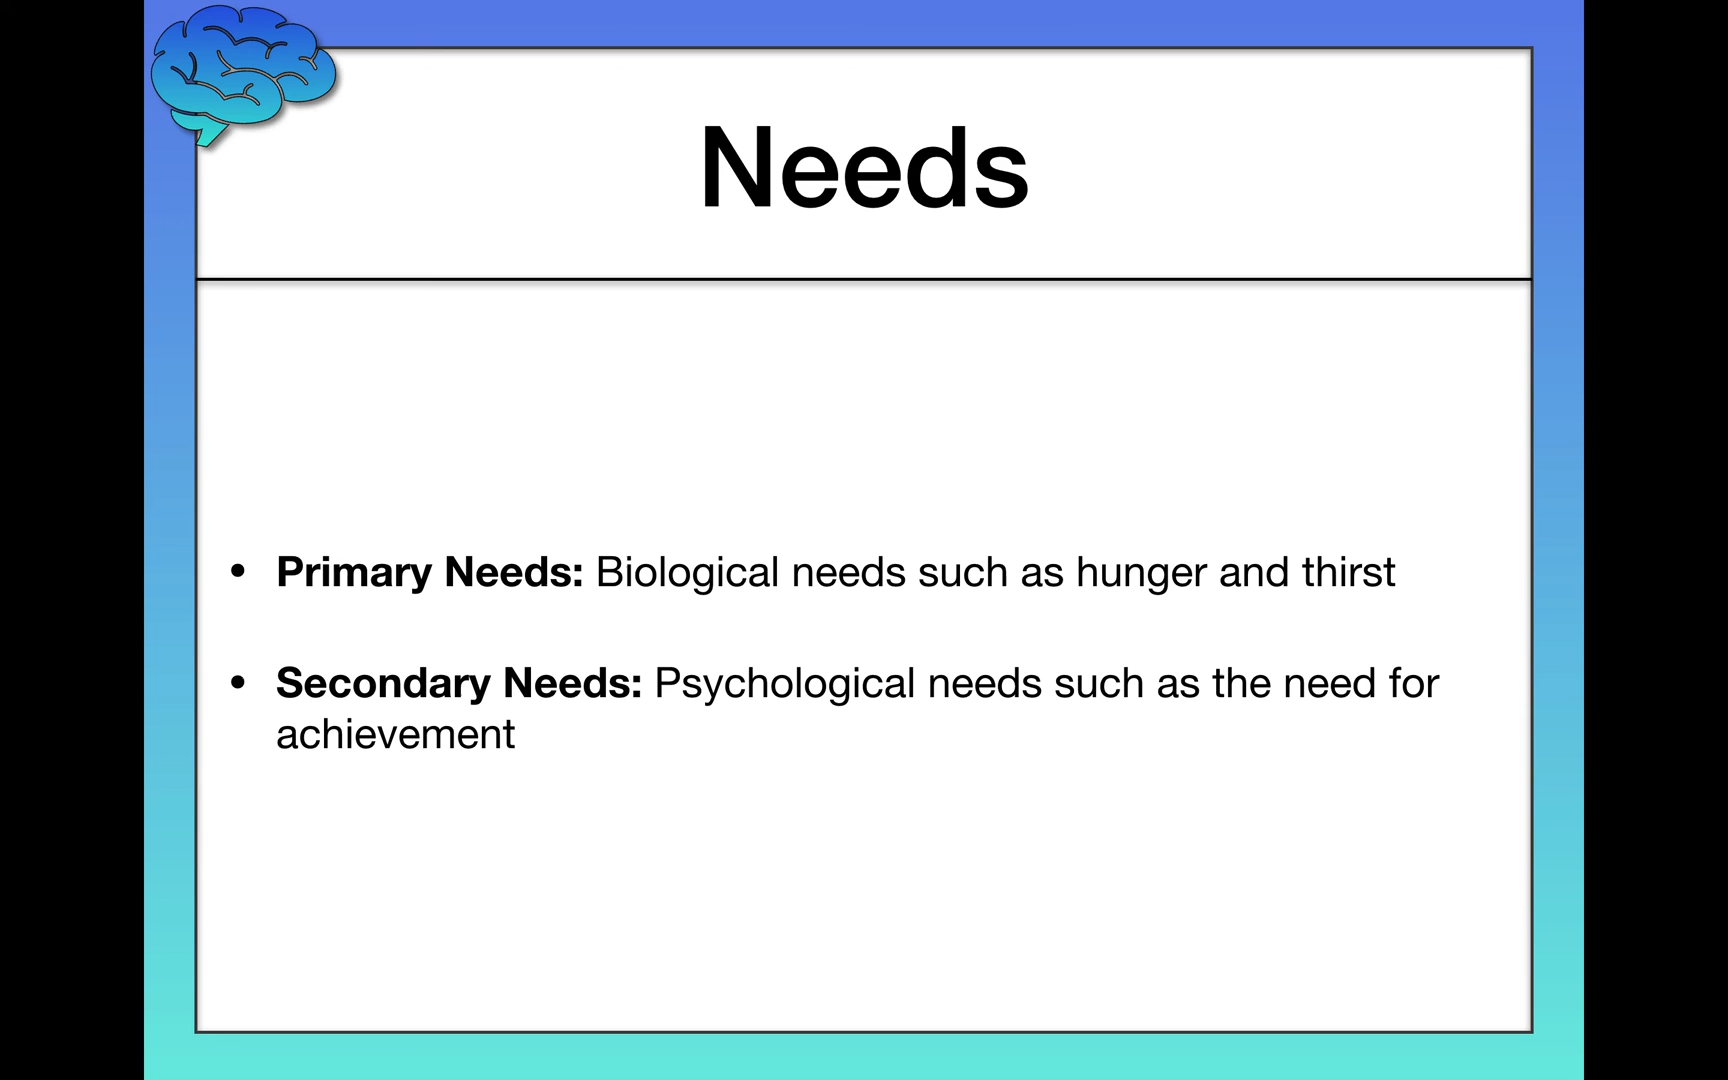 Needs
• Primary Needs: Biological needs such as hunger and thirst
• Secondary Needs: Psychological needs such as the need for
achievement